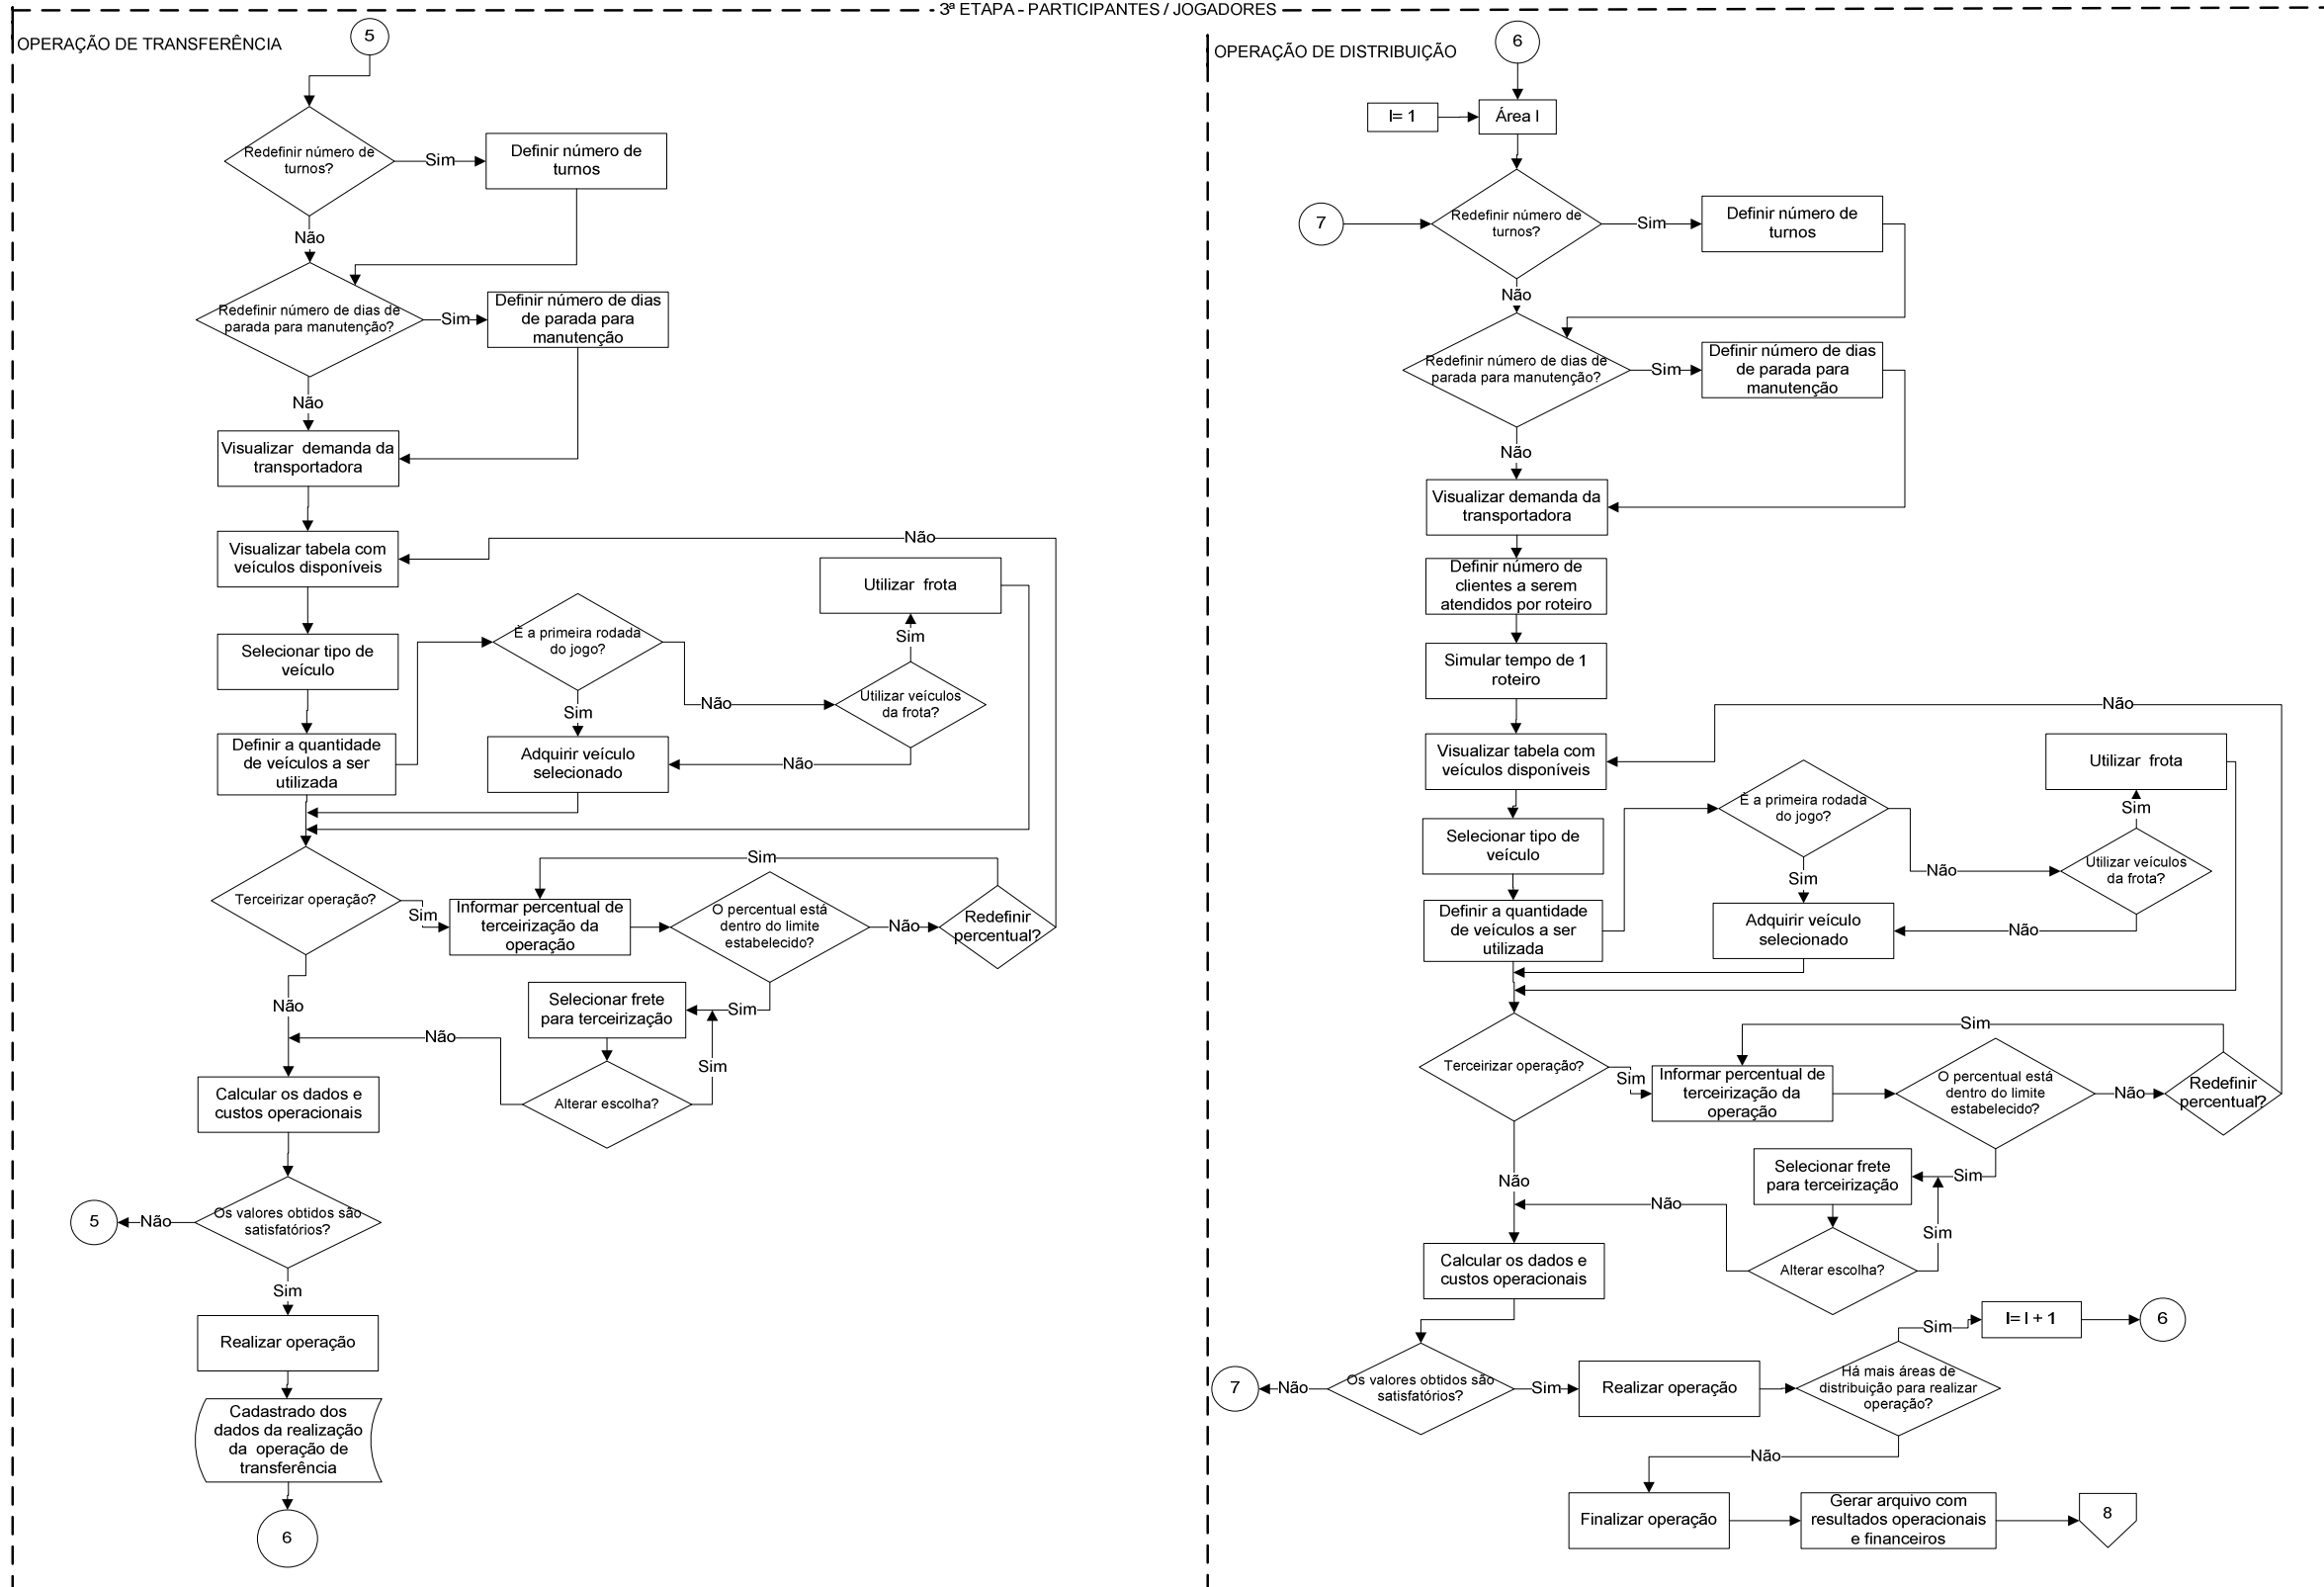 3ª ETAPA - PARTICIPANTES / JOGADORES
OPERAÇÃO DE TRANSFERÊNCIA
5
Redefinir número de
turnos?
Sim
Definir número de
turnos
Não
Redefinir número de dias de
parada para manutenção?
Sim
Definir número de dias
de parada para
manutenção
Não
Visualizar demanda da
transportadora
Visualizar tabela com
veículos disponíveis
Não
Utilizar frota
Selecionar tipo de
veículo
È a primeira rodada
do jogo?
Sim
Não
Utilizar veículos
da frota?
Sim
Definir a quantidade
de veículos a ser
utilizada
Adquirir veículo
selecionado
Não
Terceirizar operação?
Sim
Informar percentual de
terceirização da
operação
Sim
O percentual está
dentro do limite
estabelecido?
Não
Redefinir
percentual?
Não
Selecionar frete
para terceirização
Sim
Não
Sim
Alterar escolha?
Calcular os dados e
custos operacionais
5
Não
Os valores obtidos são
satisfatórios?
Sim
Realizar operação
Cadastrado dos
dados da realização
da operação de
transferência
6
OPERAÇÃO DE DISTRIBUIÇÃO
6
I= 1
Área I
7
Redefinir número de
turnos?
Sim
Definir número de
turnos
Não
Redefinir número de dias de
parada para manutenção?
Sim
Definir número de dias
de parada para
manutenção
Não
Visualizar demanda da
transportadora
Definir número de
clientes a serem
atendidos por roteiro
Simular tempo de 1
roteiro
Não
Visualizar tabela com
veículos disponíveis
Utilizar frota
Selecionar tipo de
veículo
È a primeira rodada
do jogo?
Sim
Não
Utilizar veículos
da frota?
Sim
Definir a quantidade
de veículos a ser
utilizada
Adquirir veículo
selecionado
Não
Terceirizar operação?
Sim
Informar percentual de
terceirização da
operação
Sim
O percentual está
dentro do limite
estabelecido?
Não
Redefinir
percentual?
Não
Selecionar frete
para terceirização
Sim
Não
Sim
Alterar escolha?
Calcular os dados e
custos operacionais
7
Não
Os valores obtidos são
satisfatórios?
Sim
Realizar operação
Há mais áreas de
distribuição para realizar
operação?
Sim
I= I + 1
6
Não
Finalizar operação
Gerar arquivo com
resultados operacionais
e financeiros
8